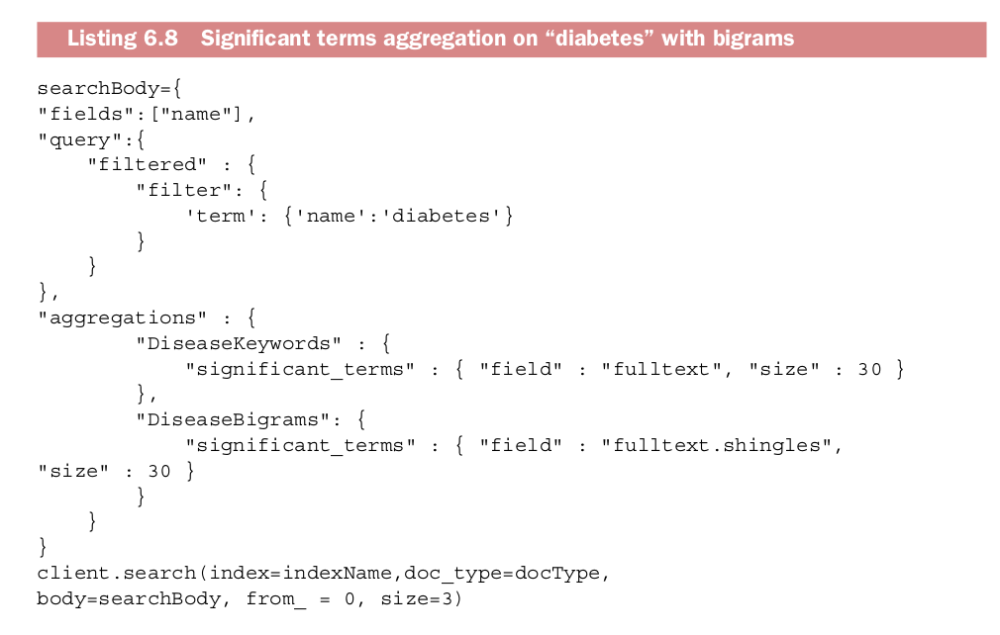 Listing 6.8 Significant terms aggregation on “diabetes” with bigrams
searchBody={
"fields":["name"],
"query":{
    "filtered" : {
        "filter": {
            'term': {'name':'diabetes'}
        }
    }
},
"aggregations" : {
        "DiseaseKeywords" : {
            "significant_terms" : { "field" : "fulltext", "size" : 30 }
        },
        "DiseaseBigrams": {
            "significant_terms" : { "field" : "fulltext.shingles",
"size" : 30 }
        }
    }
}
client.search(index=indexName,doc_type=docType,
body=searchBody, from_ = 0, size=3)